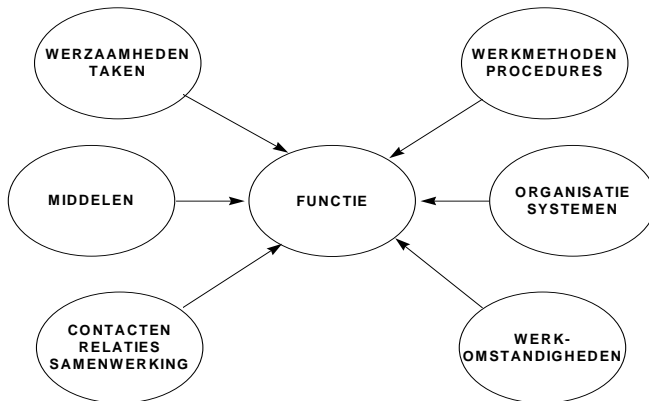 WERZAAMHEDEN
TAKEN
WERKMETHODEN
PROCEDURES
MIDDELEN
FUNCTIE
ORGANISATIE
SYSTEMEN
CONTACTEN
RELATIES
SAMENWERKING
WERK-
OMSTANDIGHEDEN